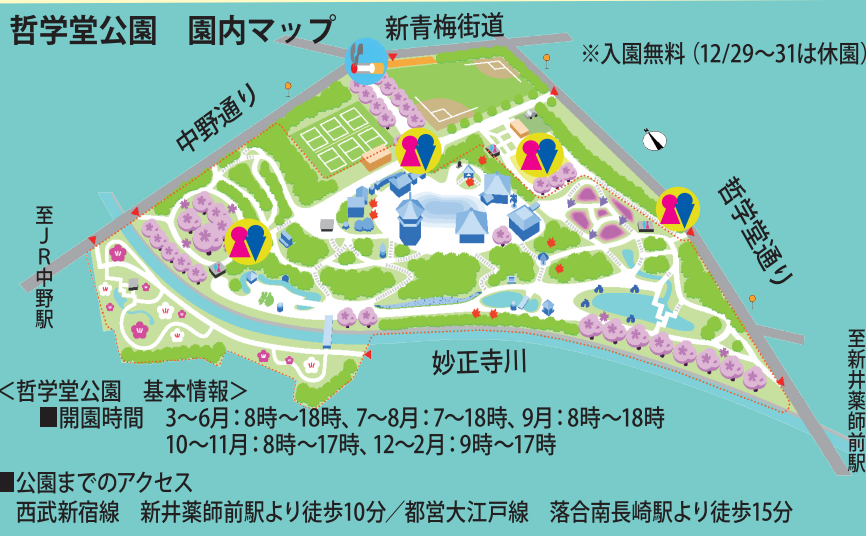 哲学堂公園　園内マップ
新青梅街道
※入園無料（12/29～31は休園）
中野通り
哲学堂通り
至JR中野駅
妙正寺川
至新井薬師前駅
＜哲学堂公園　基本情報＞
■開園時間　3～6月：8時～18時、7～8月：7～18時、9月：8時～18時
10～11月：8時～17時、12～2月：9時～17時
■公園までのアクセス
西武新宿線　新井薬師前駅より徒歩10分／都営大江戸線　落合南長崎駅より徒歩15分